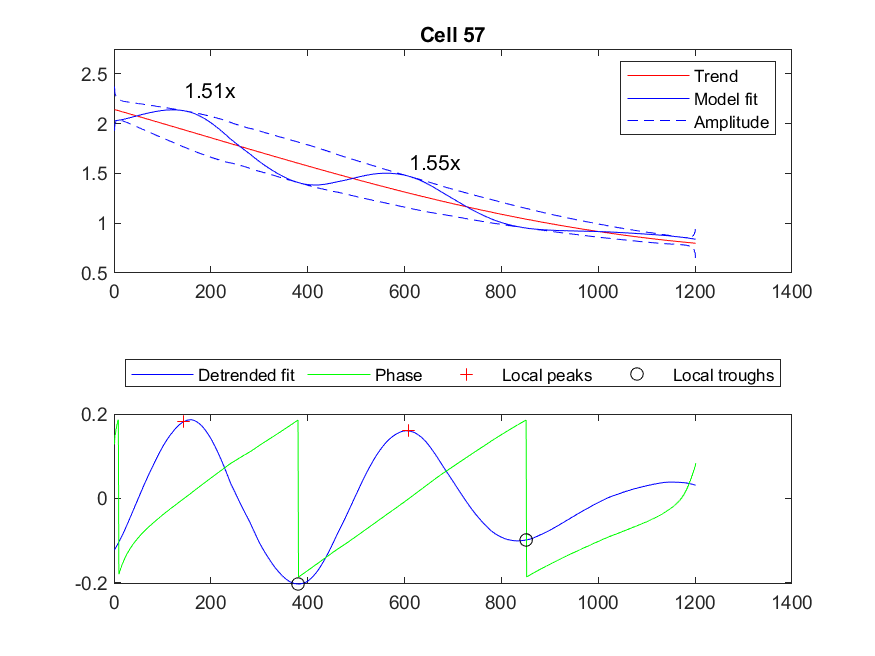 Cell 57
2.5
2
1.5
1
0.5
1.51x
1.55x
Trend
Model fit
Amplitude
0 200 400 600 800 1000 1200 1400
Detrended fit Phase Local peaks Local troughs
0.2
0
-0.2
0 200 400 600 800 1000 1200 1400